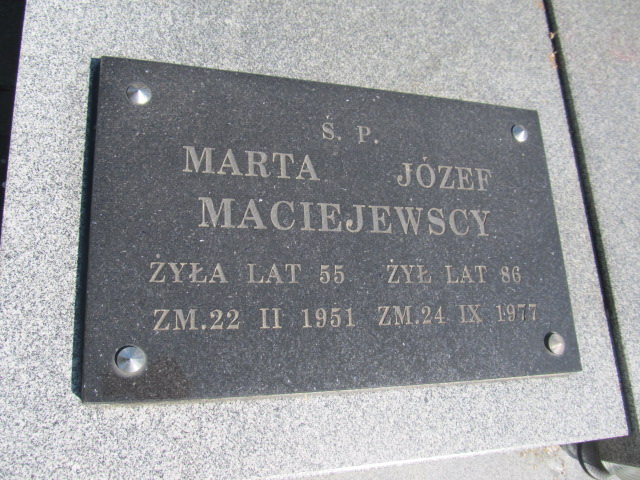 Ś. P.
MARTA JÓZEF
MACIEJEWSCY
ŻYŁA LAT 55 ŻYŁ LAT 86
ZM.22 II 1951 ZM.24 IX 1977